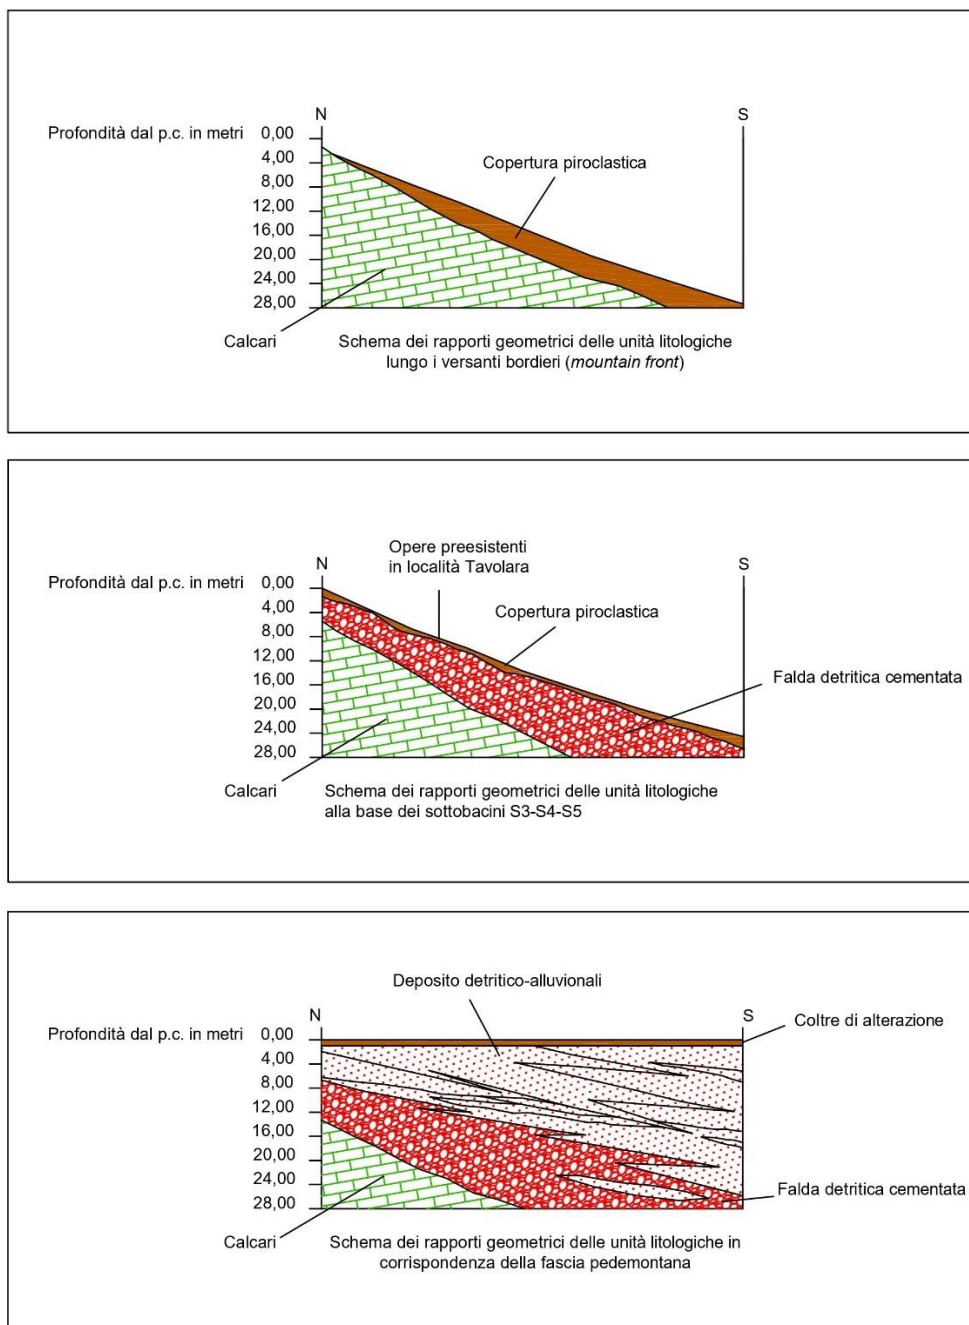 N
S
Profondità dal p.c. in metri
0,00
4,00
8,00
12,00
16,00
20,00
24,00
28,00
Copertura piroclastica
Calcari
Schema dei rapporti geometrici delle unità litologiche
lungo i versanti bordieri (mountain front)
Opere preesistenti
in località Tavolara
N
S
Profondità dal p.c. in metri
0,00
4,00
8,00
12,00
16,00
20,00
24,00
28,00
Copertura piroclastica
Falda detritica cementata
Calcari
Schema dei rapporti geometrici delle unità litologiche
alla base dei sottobacini S3-S4-S5
Deposito detritico-alluvionali
N
S
Profondità dal p.c. in metri
0,00
4,00
8,00
12,00
16,00
20,00
24,00
28,00
Coltre di alterazione
Falda detritica cementata
Calcari
Schema dei rapporti geometrici delle unità litologiche in
corrispondenza della fascia pedemontana